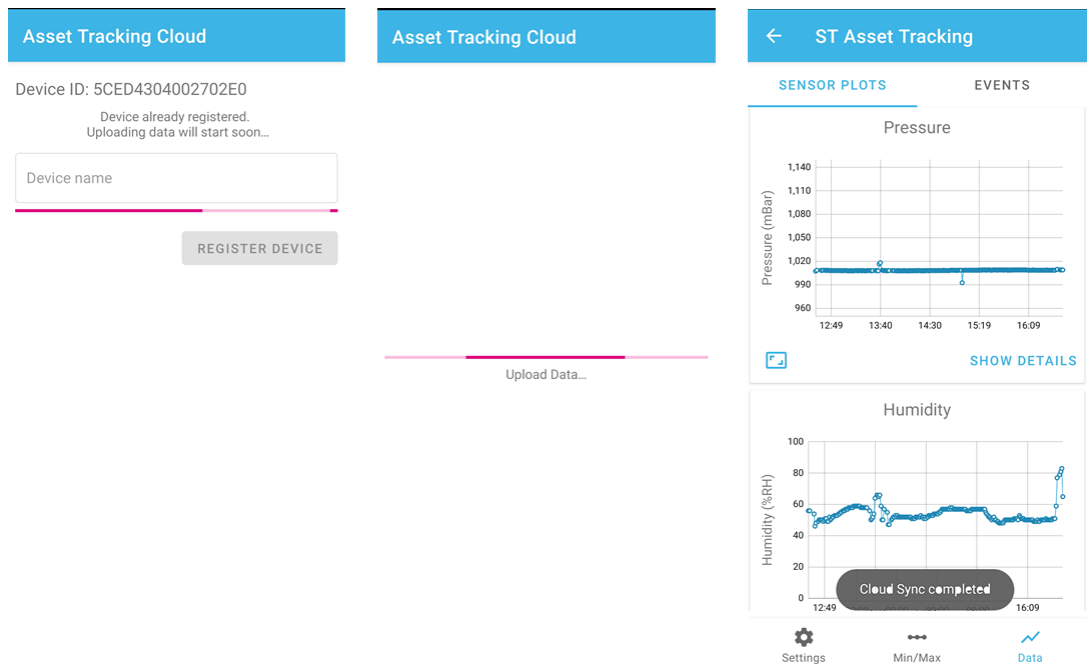 Asset Tracking Cloud
Device ID: 5CED4304002702E0
Device already registered.
Uploading data will start soon...
Device name
REGISTER DEVICE
Asset Tracking Cloud
Upload Data...
ST Asset Tracking
SENSOR PLOTS
EVENTS
Pressure
Pressure (mBar)
1,140
1,110
1,080
1,050
1,020
990
960
12:49
13:40
14:30
15:19
16:09
SHOW DETAILS
Humidity
Humidity (%RH)
100
80
60
40
20
0
12:49
16:09
Cloud Sync completed
Settings
Min/Max
Data